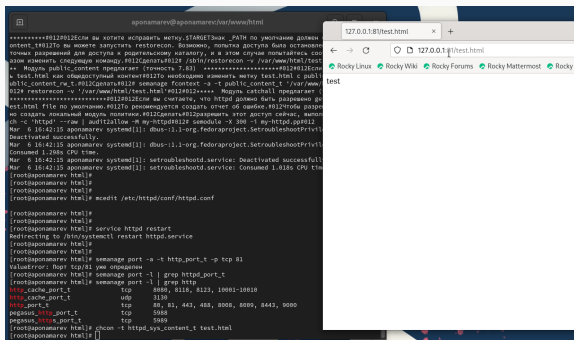 aponamarev@aponamarev:/var/www/html
**********#012#012Если вы хотите исправить метку.$TARGETЗнак _PATH по умолчанию должен
ontent_t#012То вы можете запустить restorecon. Возможно, попытка доступа была остановле
точных разрешений для доступа к родительскому каталогу, и в этом случае попытайтесь соо
азом изменить следующую команду.#012Сделать#012# /sbin/restorecon -v /var/www/html/test
** Модуль public_content предлагает (точность 7.83) ********************#012#012Если
ь test.html как общедоступный контент#012То необходимо изменить метку test.html с publi
ublic_content_rw_t.#012Сделать#012# semanage fcontext -a -t public_content_t '/var/www/
012# restorecon -v '/var/www/html/test.html'#012#012***** Модуль catchall предлагает (
***********************#012#012Если вы считаете, что httpd должно быть разрешено ge
est.html file по умолчанию.#012То рекомендуется создать отчет об ошибке.#012Чтобы разре
но создать локальный модуль политики.#012Сделать#012разрешить этот доступ сейчас, выпол
ch -c 'httpd' --raw | audit2allow -M my-httpd#012# semodule -X 300 -i my-httpd.pp#012
Mar 6 16:42:15 aponamarev systemd[1]: dbus-:1.1-org.fedoraproject.SetroubleshootPrivil
Deactivated successfully.
Mar 6 16:42:15 aponamarev systemd[1]: dbus-:1.1-org.fedoraproject.SetroubleshootPrivil
Consumed 1.298s CPU time.
Mar 6 16:42:15 aponamarev systemd[1]: setroubleshootd.service: Deactivated successfull
Mar 6 16:42:15 aponamarev systemd[1]: setroubleshootd.service: Consumed 1.018s CPU tim
[root@aponamarev html]#
[root@aponamarev html]#
[root@aponamarev html]#
[root@aponamarev html]# mcedit /etc/httpd/conf/httpd.conf
[root@aponamarev html]#
[root@aponamarev html]#
[root@aponamarev html]# service httpd restart
Redirecting to /bin/systemctl restart httpd.service
[root@aponamarev html]#
[root@aponamarev html]# semanage port -a -t http_port_t -p tcp 81
ValueError: Порт tcp/81 уже определен
[root@aponamarev html]# semanage port -l | grep httpd_port_t
[root@aponamarev html]# semanage port -l | grep http
http_cache_port_t tcp 8080, 8118, 8123, 10001-10010
http_cache_port_t udp 3130
http_port_t tcp 80, 81, 443, 488, 8008, 8009, 8443, 9000
pegasus_http_port_t tcp 5988
pegasus_https_port_t tcp 5989
[root@aponamarev html]# chcon -t httpd_sys_content_t test.html
[root@aponamarev html]#
127.0.0.1:81/test.html
127.0.0.1:81/test.html
Rocky Linux Rocky Wiki Rocky Forums Rocky Mattermost Rocky
test